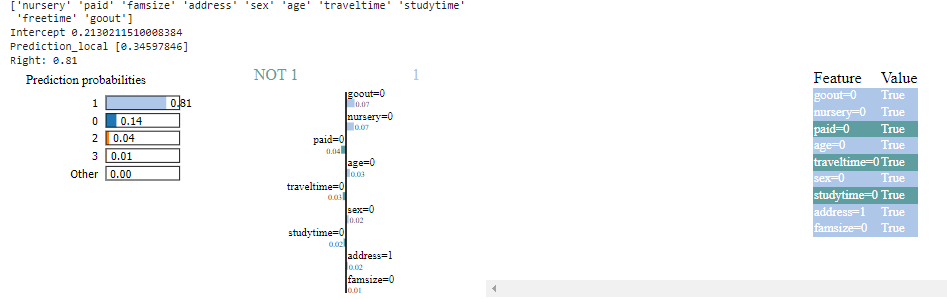 ['nursery' 'paid' 'famsize' 'address' 'sex' 'age' 'traveltime' 'studytime'
'freetime' 'goout']
Intercept 0.2130211510008384
Prediction_local [0.34597846]
Right: 0.81
Prediction probabilities
1 0.81
0 0.14
2 0.04
3 0.01
Other 0.00
NOT 1 1
goout=0
0.07
nursery=0
0.07
paid=0
0.04
age=0
0.03
traveltime=0
0.03
sex=0
0.02
studytime=0
0.02
address=1
0.02
famsize=0
0.01
Feature Value
goout=0 True
nursery=0 True
paid=0 True
age=0 True
traveltime=0 True
sex=0 True
studytime=0 True
address=1 True
famsize=0 True